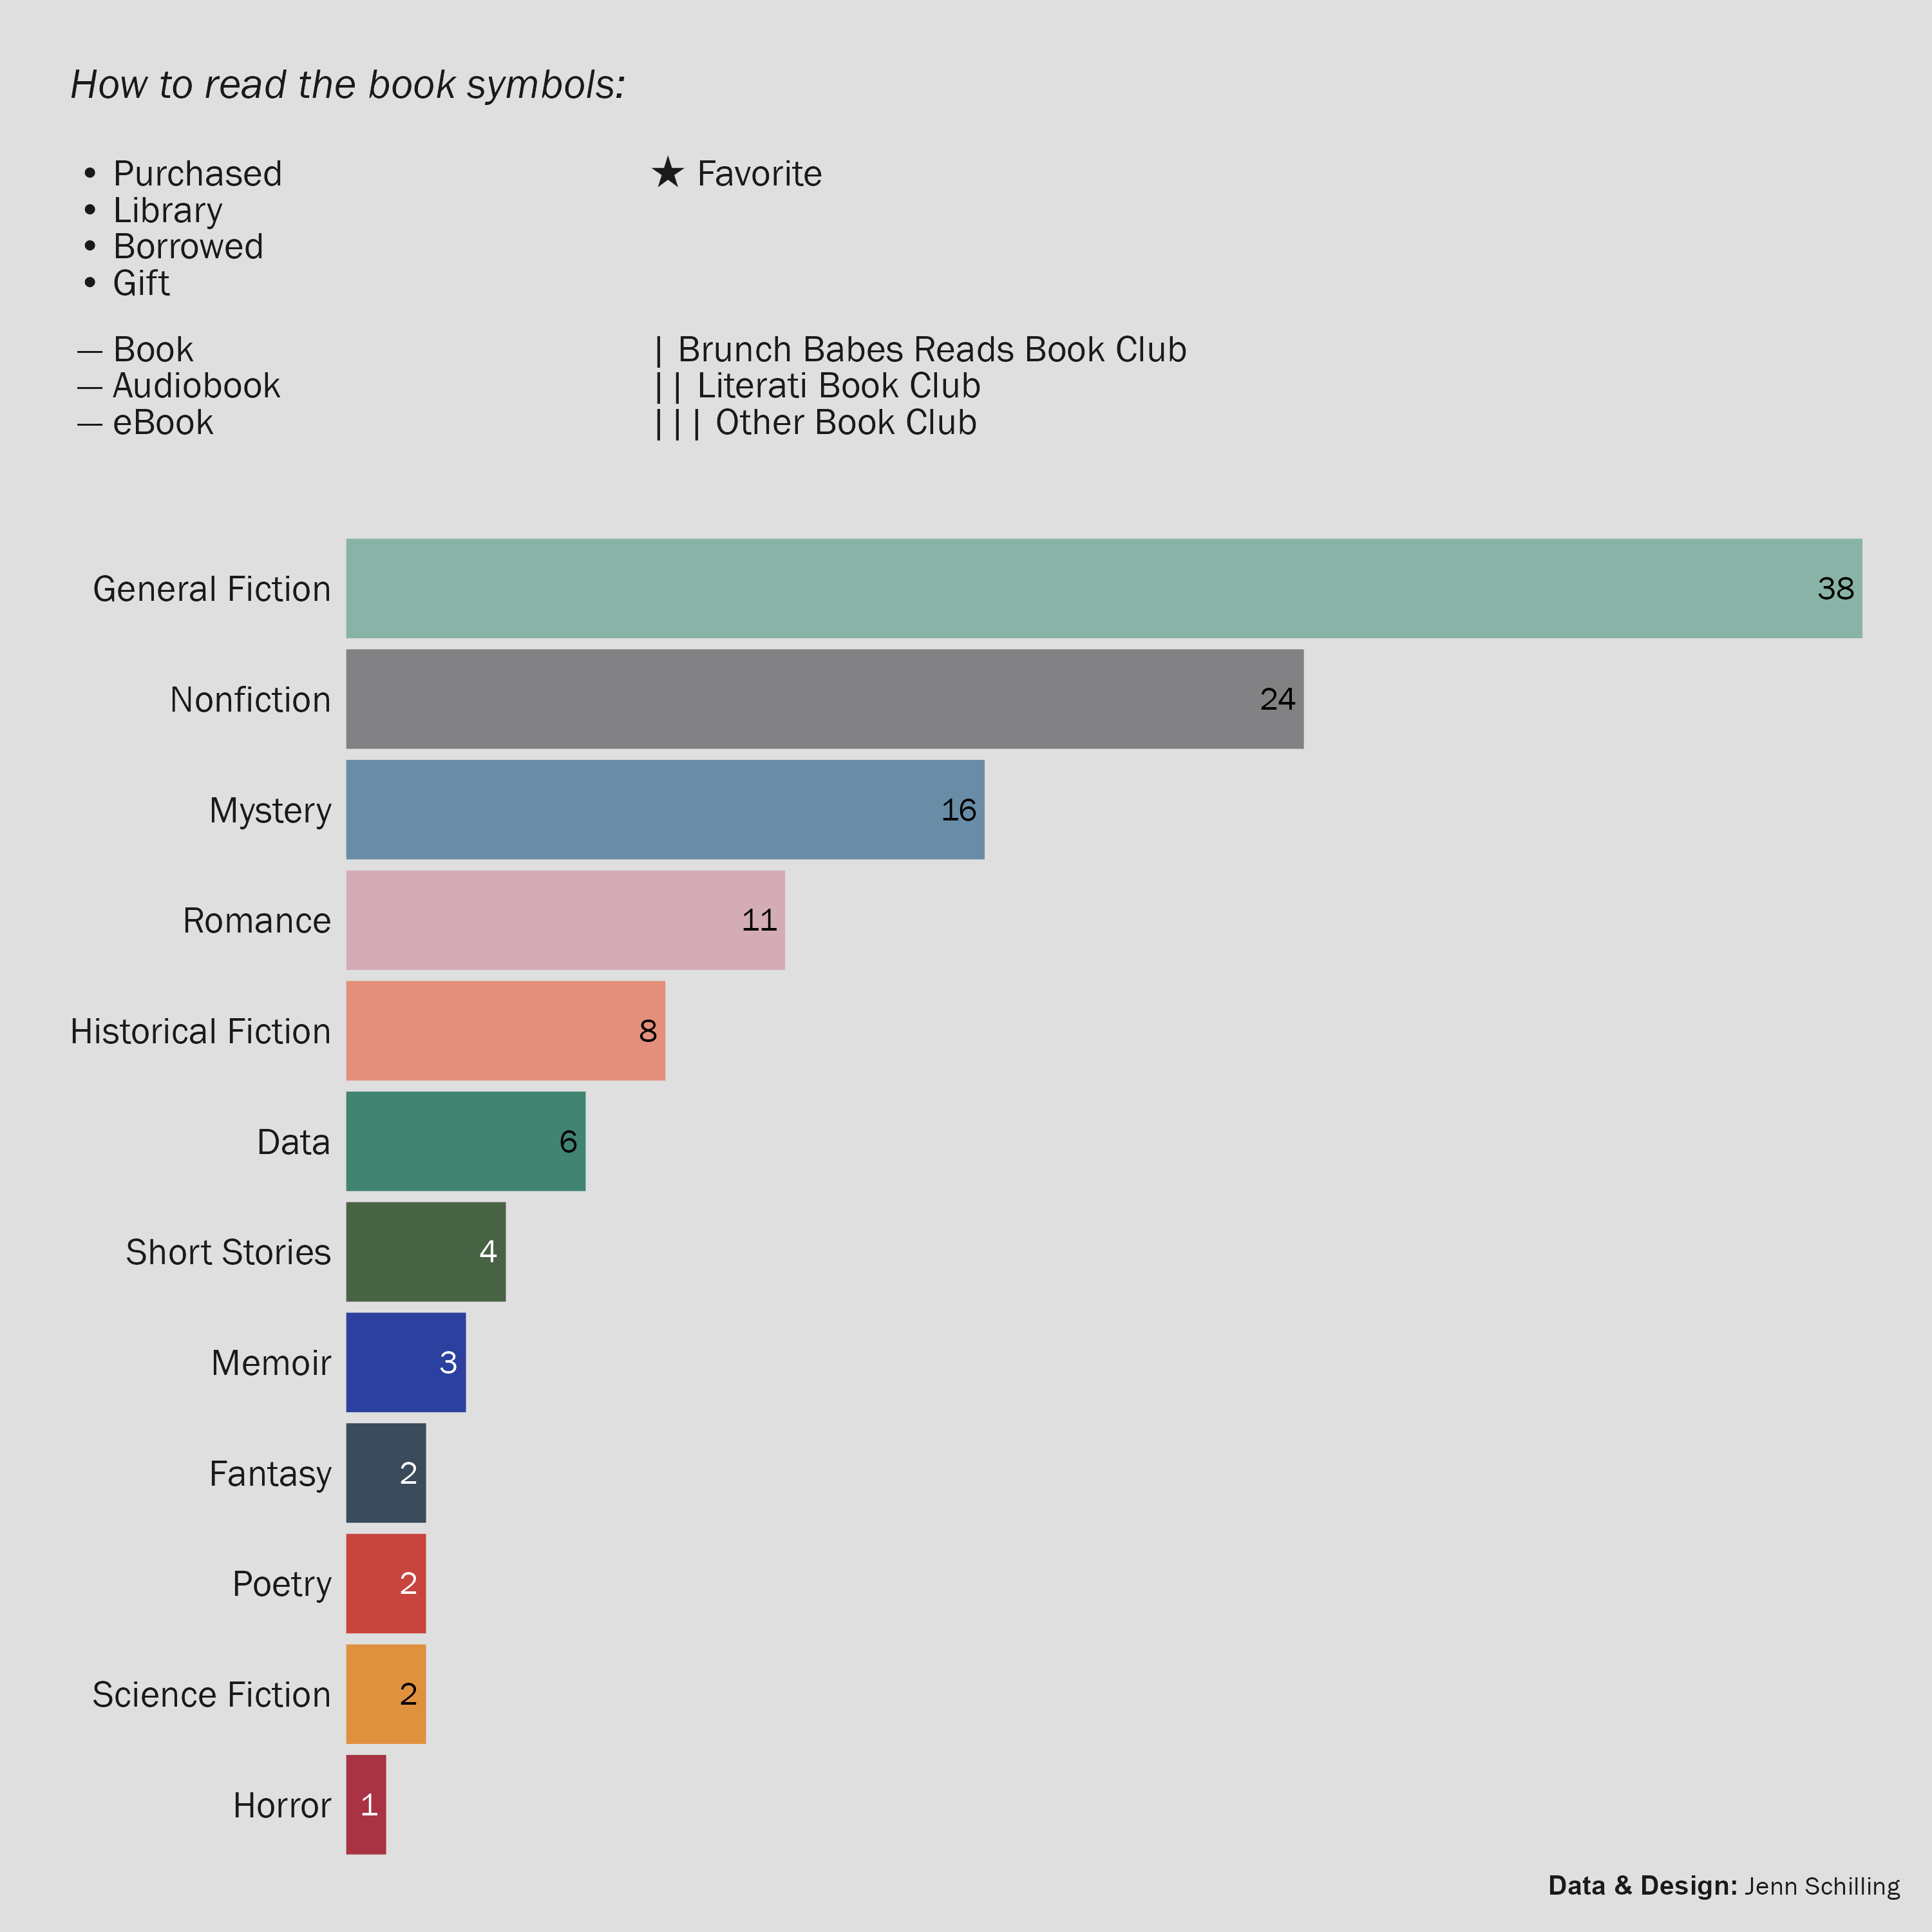 How to read the book symbols:
• Purchased
• Library
• Borrowed
• Gift
★ Favorite
— Book
— Audiobook
— eBook
| Brunch Babes Reads Book Club
|| Literati Book Club
||| Other Book Club
General Fiction 38
Nonfiction 24
Mystery 16
Romance 11
Historical Fiction 8
Data 6
Short Stories 4
Memoir 3
Fantasy 2
Poetry 2
Science Fiction 2
Horror 1
Data & Design: Jenn Schilling